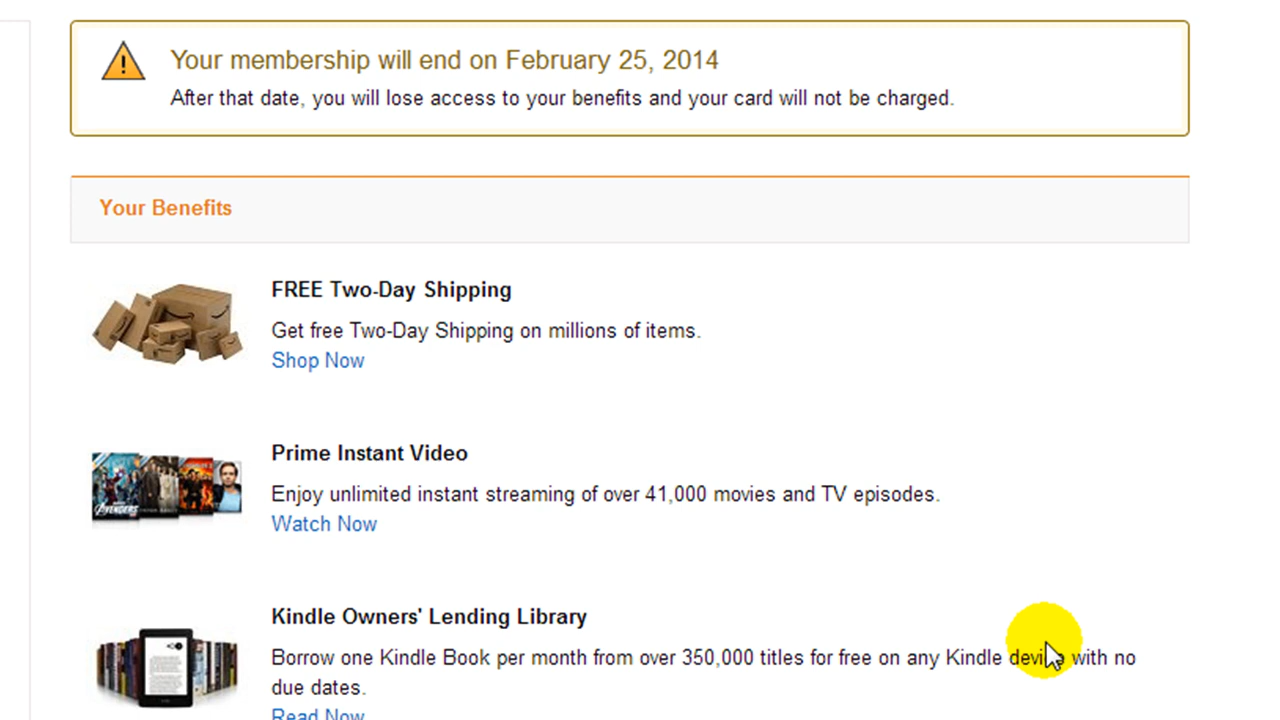 Your membership will end on February 25, 2014
After that date, you will lose access to your benefits and your card will not be charged.
Your Benefits
FREE Two-Day Shipping
Get free Two-Day Shipping on millions of items.
Shop Now
Prime Instant Video
Enjoy unlimited instant streaming of over 41,000 movies and TV episodes.
Watch Now
AVENGERS
Kindle Owners' Lending Library
Borrow one Kindle Book per month from over 350,000 titles for free on any Kindle device with no
due dates.
Read Now